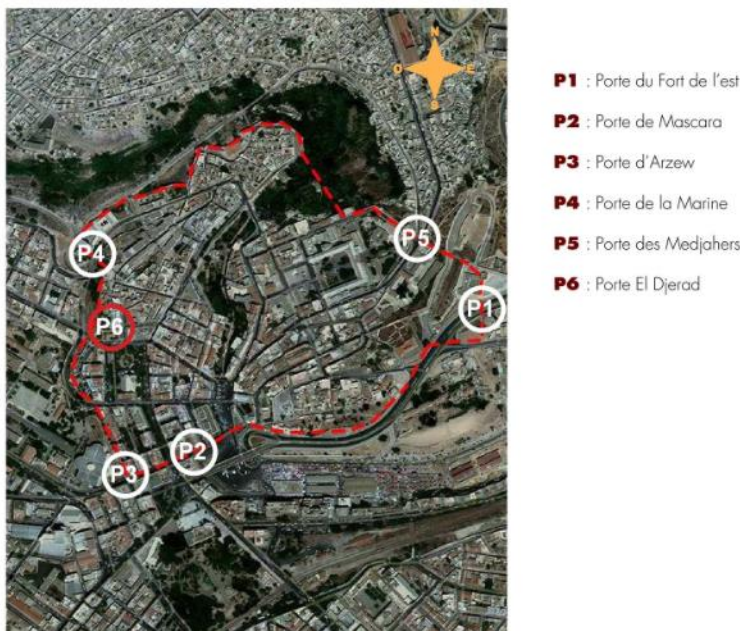 N
O E
S
P5
P4
P1
P6
P2
P3
P1 : Porte du Fort de l'est
P2 : Porte de Mascara
P3 : Porte d'Arzew
P4 : Porte de la Marine
P5 : Porte des Medjahers
P6 : Porte El Djerad